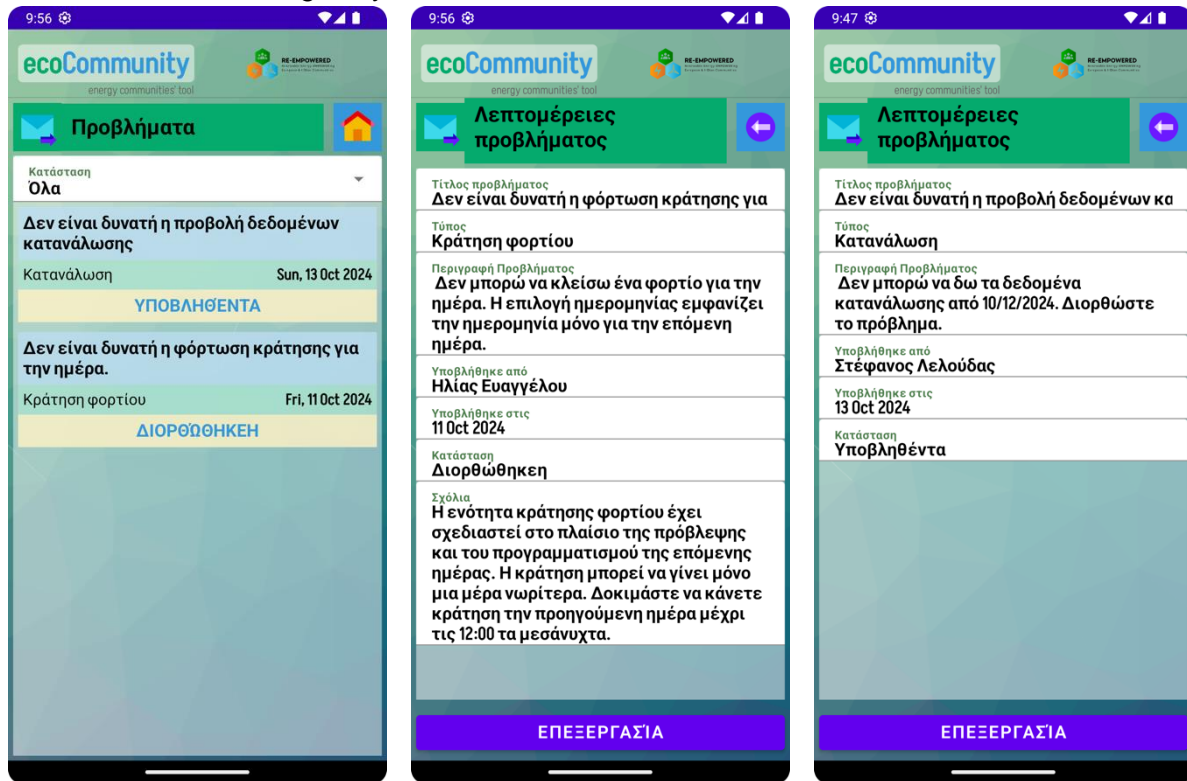 9:56
ecoCommunity
RE-EMPOWERED
energy communities' tool
Προβλήματα
Κατάσταση
Όλα
Δεν είναι δυνατή η προβολή δεδομένων
κατανάλωσης
Κατανάλωση Sun, 13 Oct 2024
ΥΠΟΒΛΗΘΈΝΤΑ
Δεν είναι δυνατή η φόρτωση κράτησης για
την ημέρα.
Κράτηση φορτίου Fri, 11 Oct 2024
ΔΙΟΡΘΏΘΗΚΕΗ
9:56
ecoCommunity
RE-EMPOWERED
energy communities' tool
Λεπτομέρειες
προβλήματος
Τίτλος προβλήματος
Δεν είναι δυνατή η φόρτωση κράτησης για
Τύπος
Κράτηση φορτίου
Περιγραφή Προβλήματος
Δεν μπορώ να κλείσω ένα φορτίο για την
ημέρα. Η επιλογή ημερομηνίας εμφανίζει
την ημερομηνία μόνο για την επόμενη
ημέρα.
Υποβλήθηκε από
Ηλίας Ευαγγέλου
Υποβλήθηκε στις
11 Oct 2024
Κατάσταση
Διορθώθηκεη
Σχόλια
Η ενότητα κράτησης φορτίου έχει
σχεδιαστεί στο πλαίσιο της πρόβλεψης
και του προγραμματισμού της επόμενης
ημέρας. Η κράτηση μπορεί να γίνει μόνο
μια μέρα νωρίτερα. Δοκιμάστε να κάνετε
κράτηση την προηγούμενη ημέρα μέχρι
τις 12:00 τα μεσάνυχτα.
ΕΠΕΞΕΡΓΑΣΊΑ
9:47
ecoCommunity
RE-EMPOWERED
energy communities' tool
Λεπτομέρειες
προβλήματος
Τίτλος προβλήματος
Δεν είναι δυνατή η προβολή δεδομένων κα
Τύπος
Κατανάλωση
Περιγραφή Προβλήματος
Δεν μπορώ να δω τα δεδομένα
κατανάλωσης από 10/12/2024. Διορθώστε
το πρόβλημα.
Υποβλήθηκε από
Στέφανος Λελούδας
Υποβλήθηκε στις
13 Oct 2024
Κατάσταση
Υποβληθέντα
ΕΠΕΞΕΡΓΑΣΊΑ